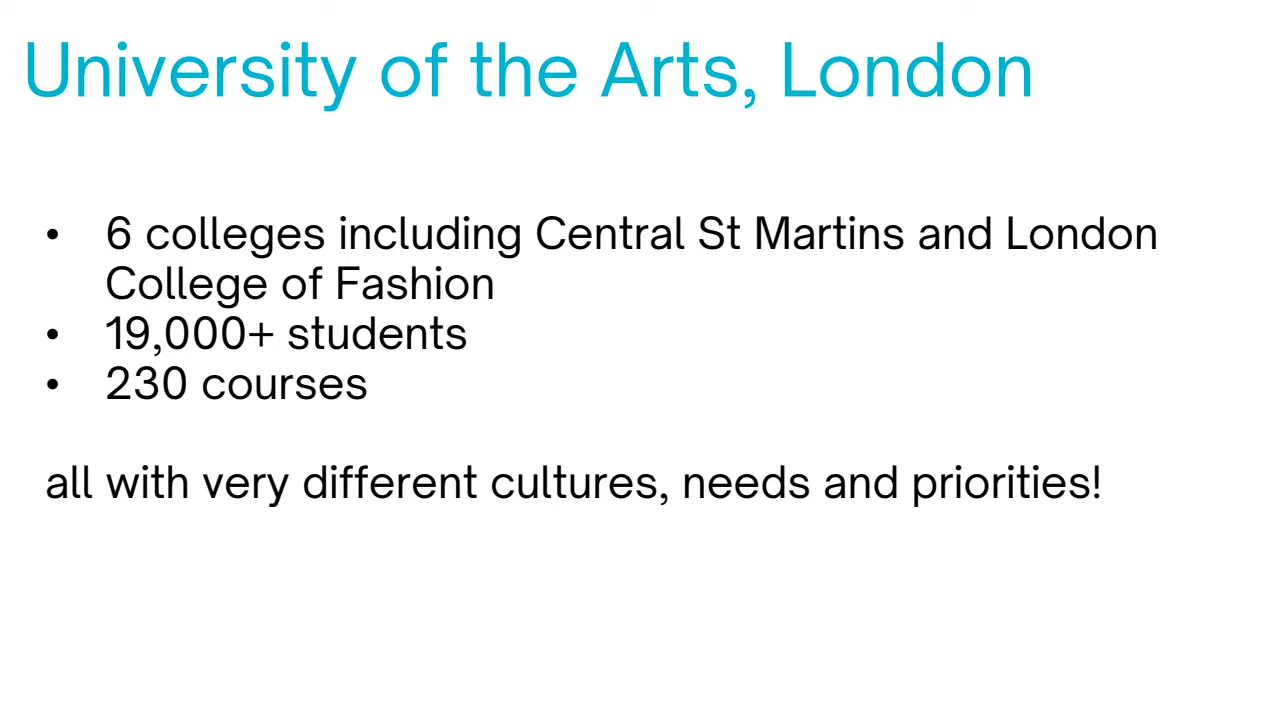 University of the Arts, London
• 6 colleges including Central St Martins and London
College of Fashion
• 19,000+ students
• 230 courses
all with very different cultures, needs and priorities!